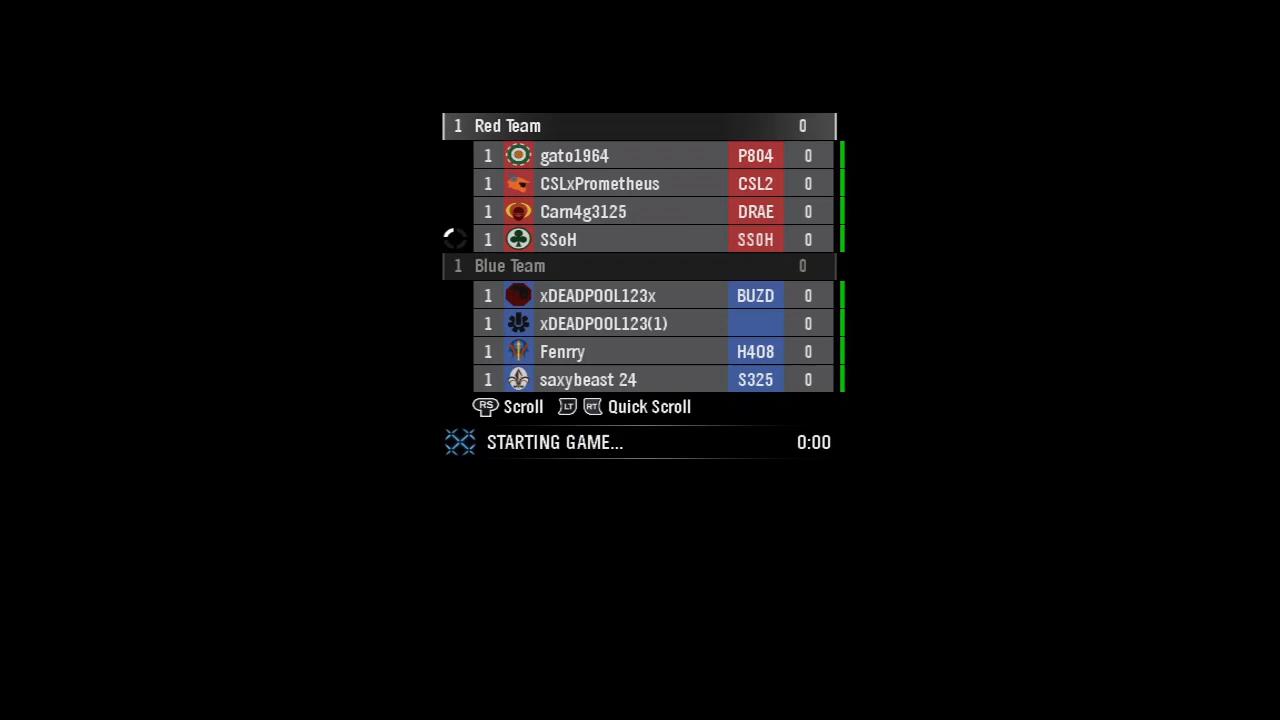 1 Red Team 0
1 gato1964 P804 0
1 CSLxPrometheus CSL2 0
1 Carn4g3125 DRAE 0
1 SSoH SS0H 0
1 Blue Team 0
1 xDEADPOOL123x BUZD 0
1 xDEADPOOL123(1) 0
1 Fenrry H408 0
1 saxybeast 24 S325 0
RS Scroll LT RT Quick Scroll
STARTING GAME... 0:00